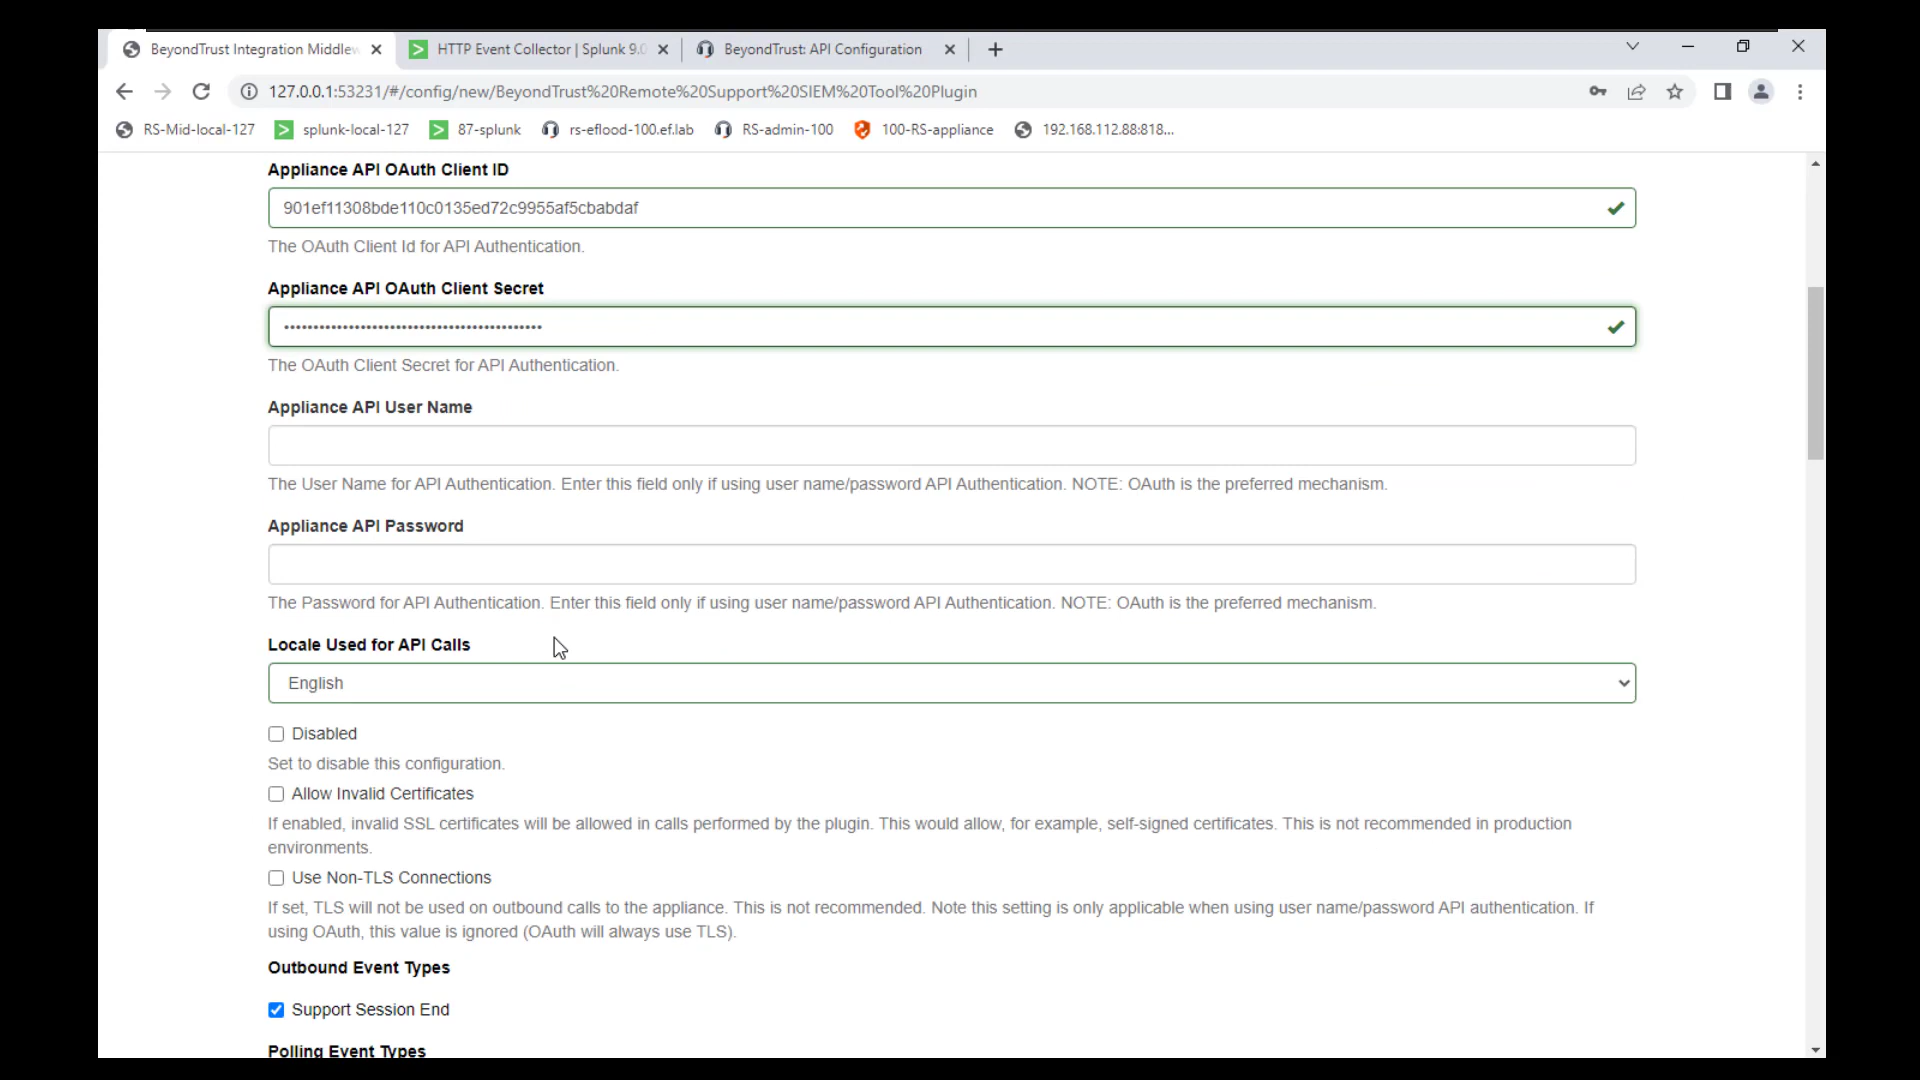 BeyondTrust Integration Middlew
HTTP Event Collector | Splunk 9.0
BeyondTrust: API Configuration
127.0.0.1:53231/#/config/new/BeyondTrust%20Remote%20Support%20SIEM%20Tool%20Plugin
RS-Mid-local-127 splunk-local-127 87-splunk rs-eflood-100.ef.lab RS-admin-100 100-RS-appliance 192.168.112.88:818...
Appliance API OAuth Client ID
901ef11308bde110c0135ed72c9955af5cbabdaf
The OAuth Client Id for API Authentication.
Appliance API OAuth Client Secret
The OAuth Client Secret for API Authentication.
Appliance API User Name
The User Name for API Authentication. Enter this field only if using user name/password API Authentication. NOTE: OAuth is the preferred mechanism.
Appliance API Password
The Password for API Authentication. Enter this field only if using user name/password API Authentication. NOTE: OAuth is the preferred mechanism.
Locale Used for API Calls
English
Disabled
Set to disable this configuration.
Allow Invalid Certificates
If enabled, invalid SSL certificates will be allowed in calls performed by the plugin. This would allow, for example, self-signed certificates. This is not recommended in production
environments.
Use Non-TLS Connections
If set, TLS will not be used on outbound calls to the appliance. This is not recommended. Note this setting is only applicable when using user name/password API authentication. If
using OAuth, this value is ignored (OAuth will always use TLS).
Outbound Event Types
Support Session End
Polling Event Types